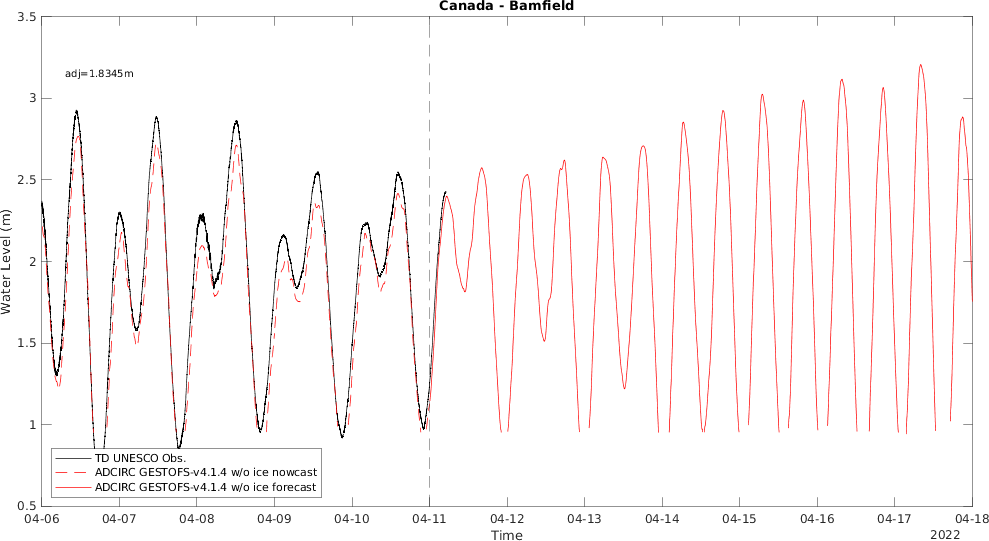 Canada - Bamfield
3.5
adj=1.8345m
3
2.5
2
1.5
1
0.5
Water Level (m)
TD UNESCO Obs.
ADCIRC GESTOFS-v4.1.4 w/o ice nowcast
ADCIRC GESTOFS-v4.1.4 w/o ice forecast
04-06 04-07 04-08 04-09 04-10 04-11 04-12 04-13 04-14 04-15 04-16 04-17 04-18
Time
2022